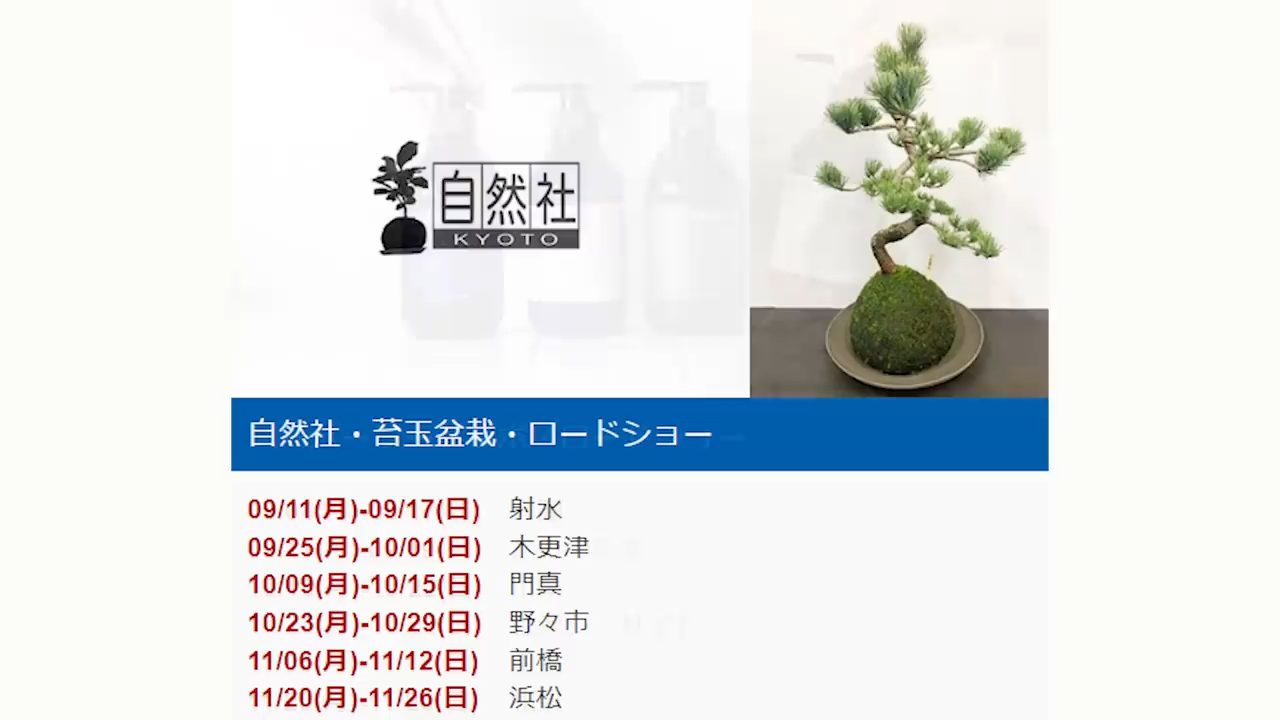 自然社
KYOTO
自然社・苔玉盆栽・ロードショー
09/11(月)-09/17(日) 射水
09/25(月)-10/01(日) 木更津
10/09(月)-10/15(日) 門真
10/23(月)-10/29(日) 野々市
11/06(月)-11/12(日) 前橋
11/20(月)-11/26(日) 浜松